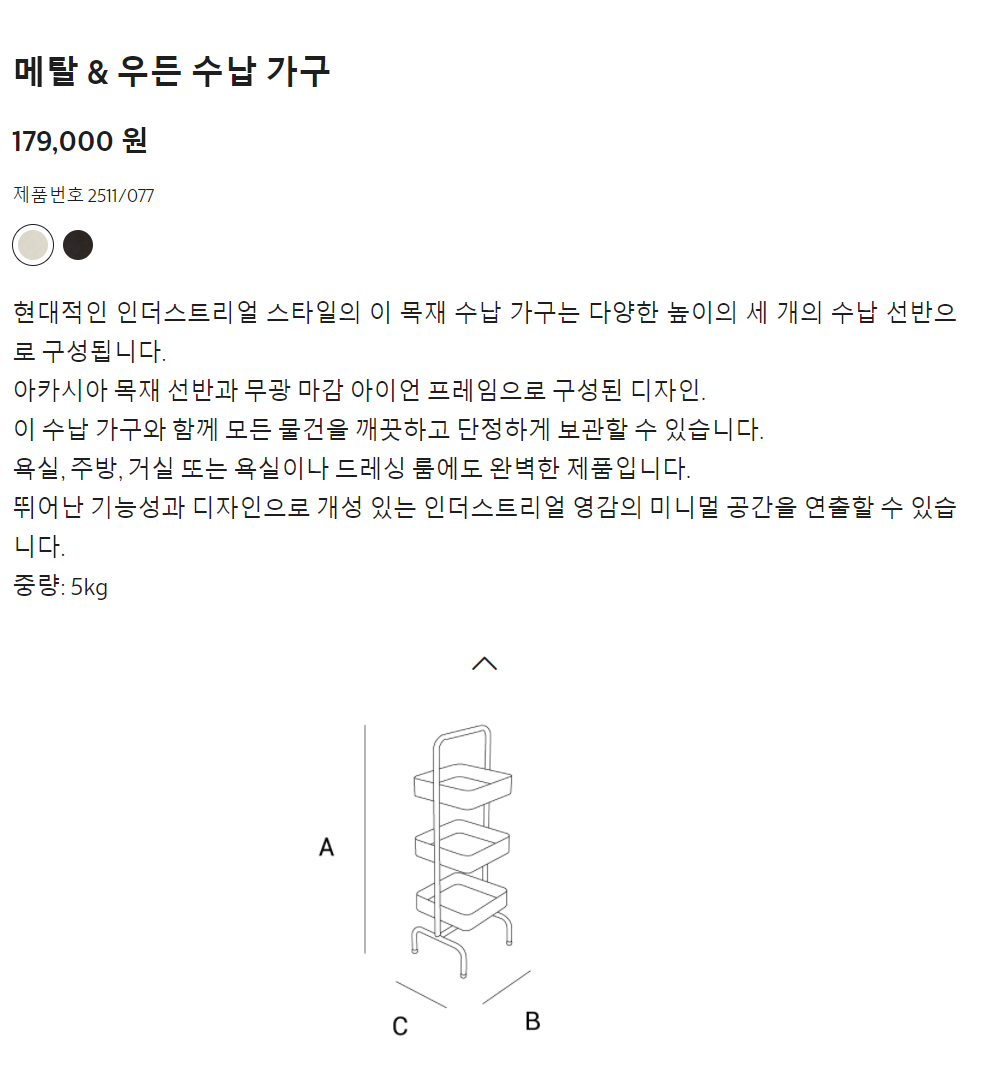 메탈 & 우든 수납 가구
179,000 원
제품번호 2511/077
현대적인 인더스트리얼 스타일의 이 목재 수납 가구는 다양한 높이의 세 개의 수납 선반으
로 구성됩니다.
아카시아 목재 선반과 무광 마감 아이언 프레임으로 구성된 디자인.
이 수납 가구와 함께 모든 물건을 깨끗하고 단정하게 보관할 수 있습니다.
욕실, 주방, 거실 또는 욕실이나 드레싱 룸에도 완벽한 제품입니다.
뛰어난 기능성과 디자인으로 개성 있는 인더스트리얼 영감의 미니멀 공간을 연출할 수 있습
니다.
중량: 5kg
A
C
B